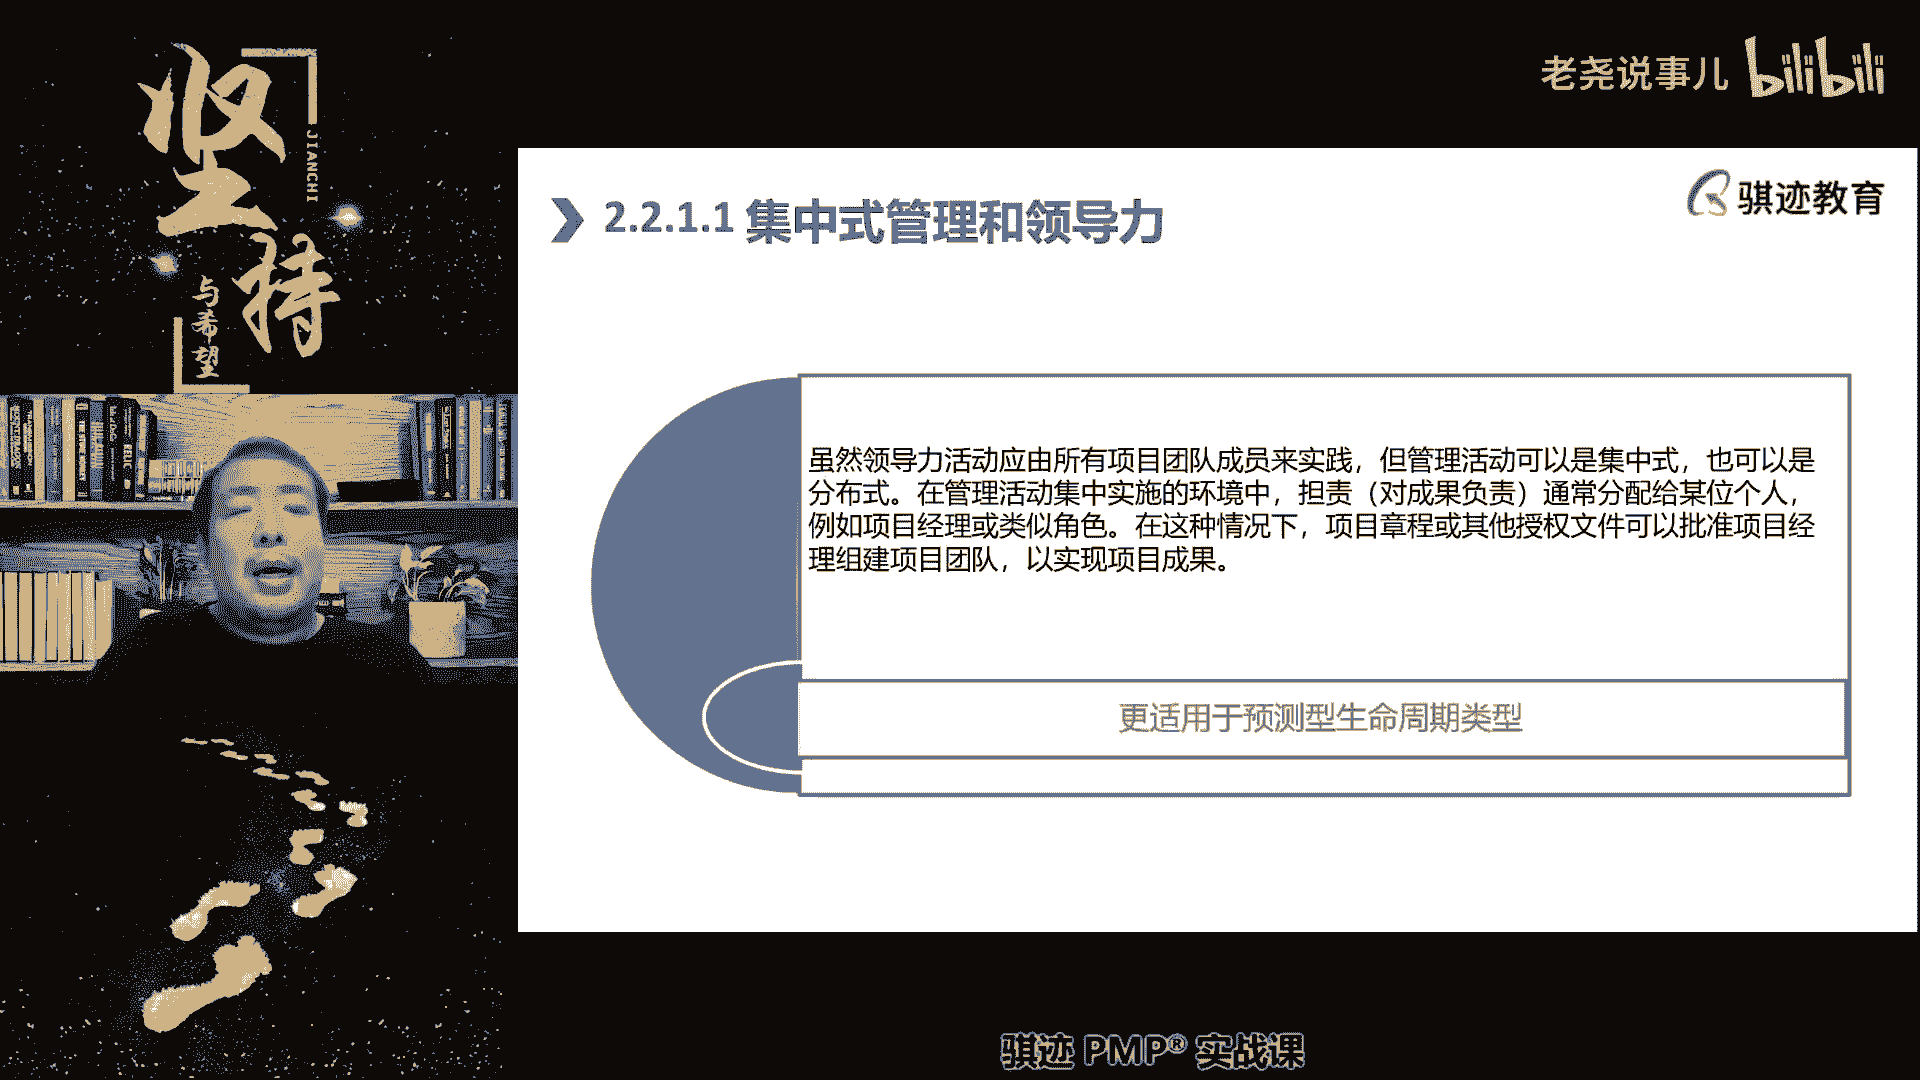 坚持
JIANCHI
与希望
老尧说事儿 bilibili
骐迹教育
2.2.1.1 集中式管理和领导力
虽然领导力活动应由所有项目团队成员来实践，但管理活动可以是集中式，也可以是
分布式。在管理活动集中实施的环境中，担责（对成果负责）通常分配给某位个人，
例如项目经理或类似角色。在这种情况下，项目章程或其他授权文件可以批准项目经
理组建项目团队，以实现项目成果。
更适用于预测型生命周期类型
骐迹 PMP® 实战课